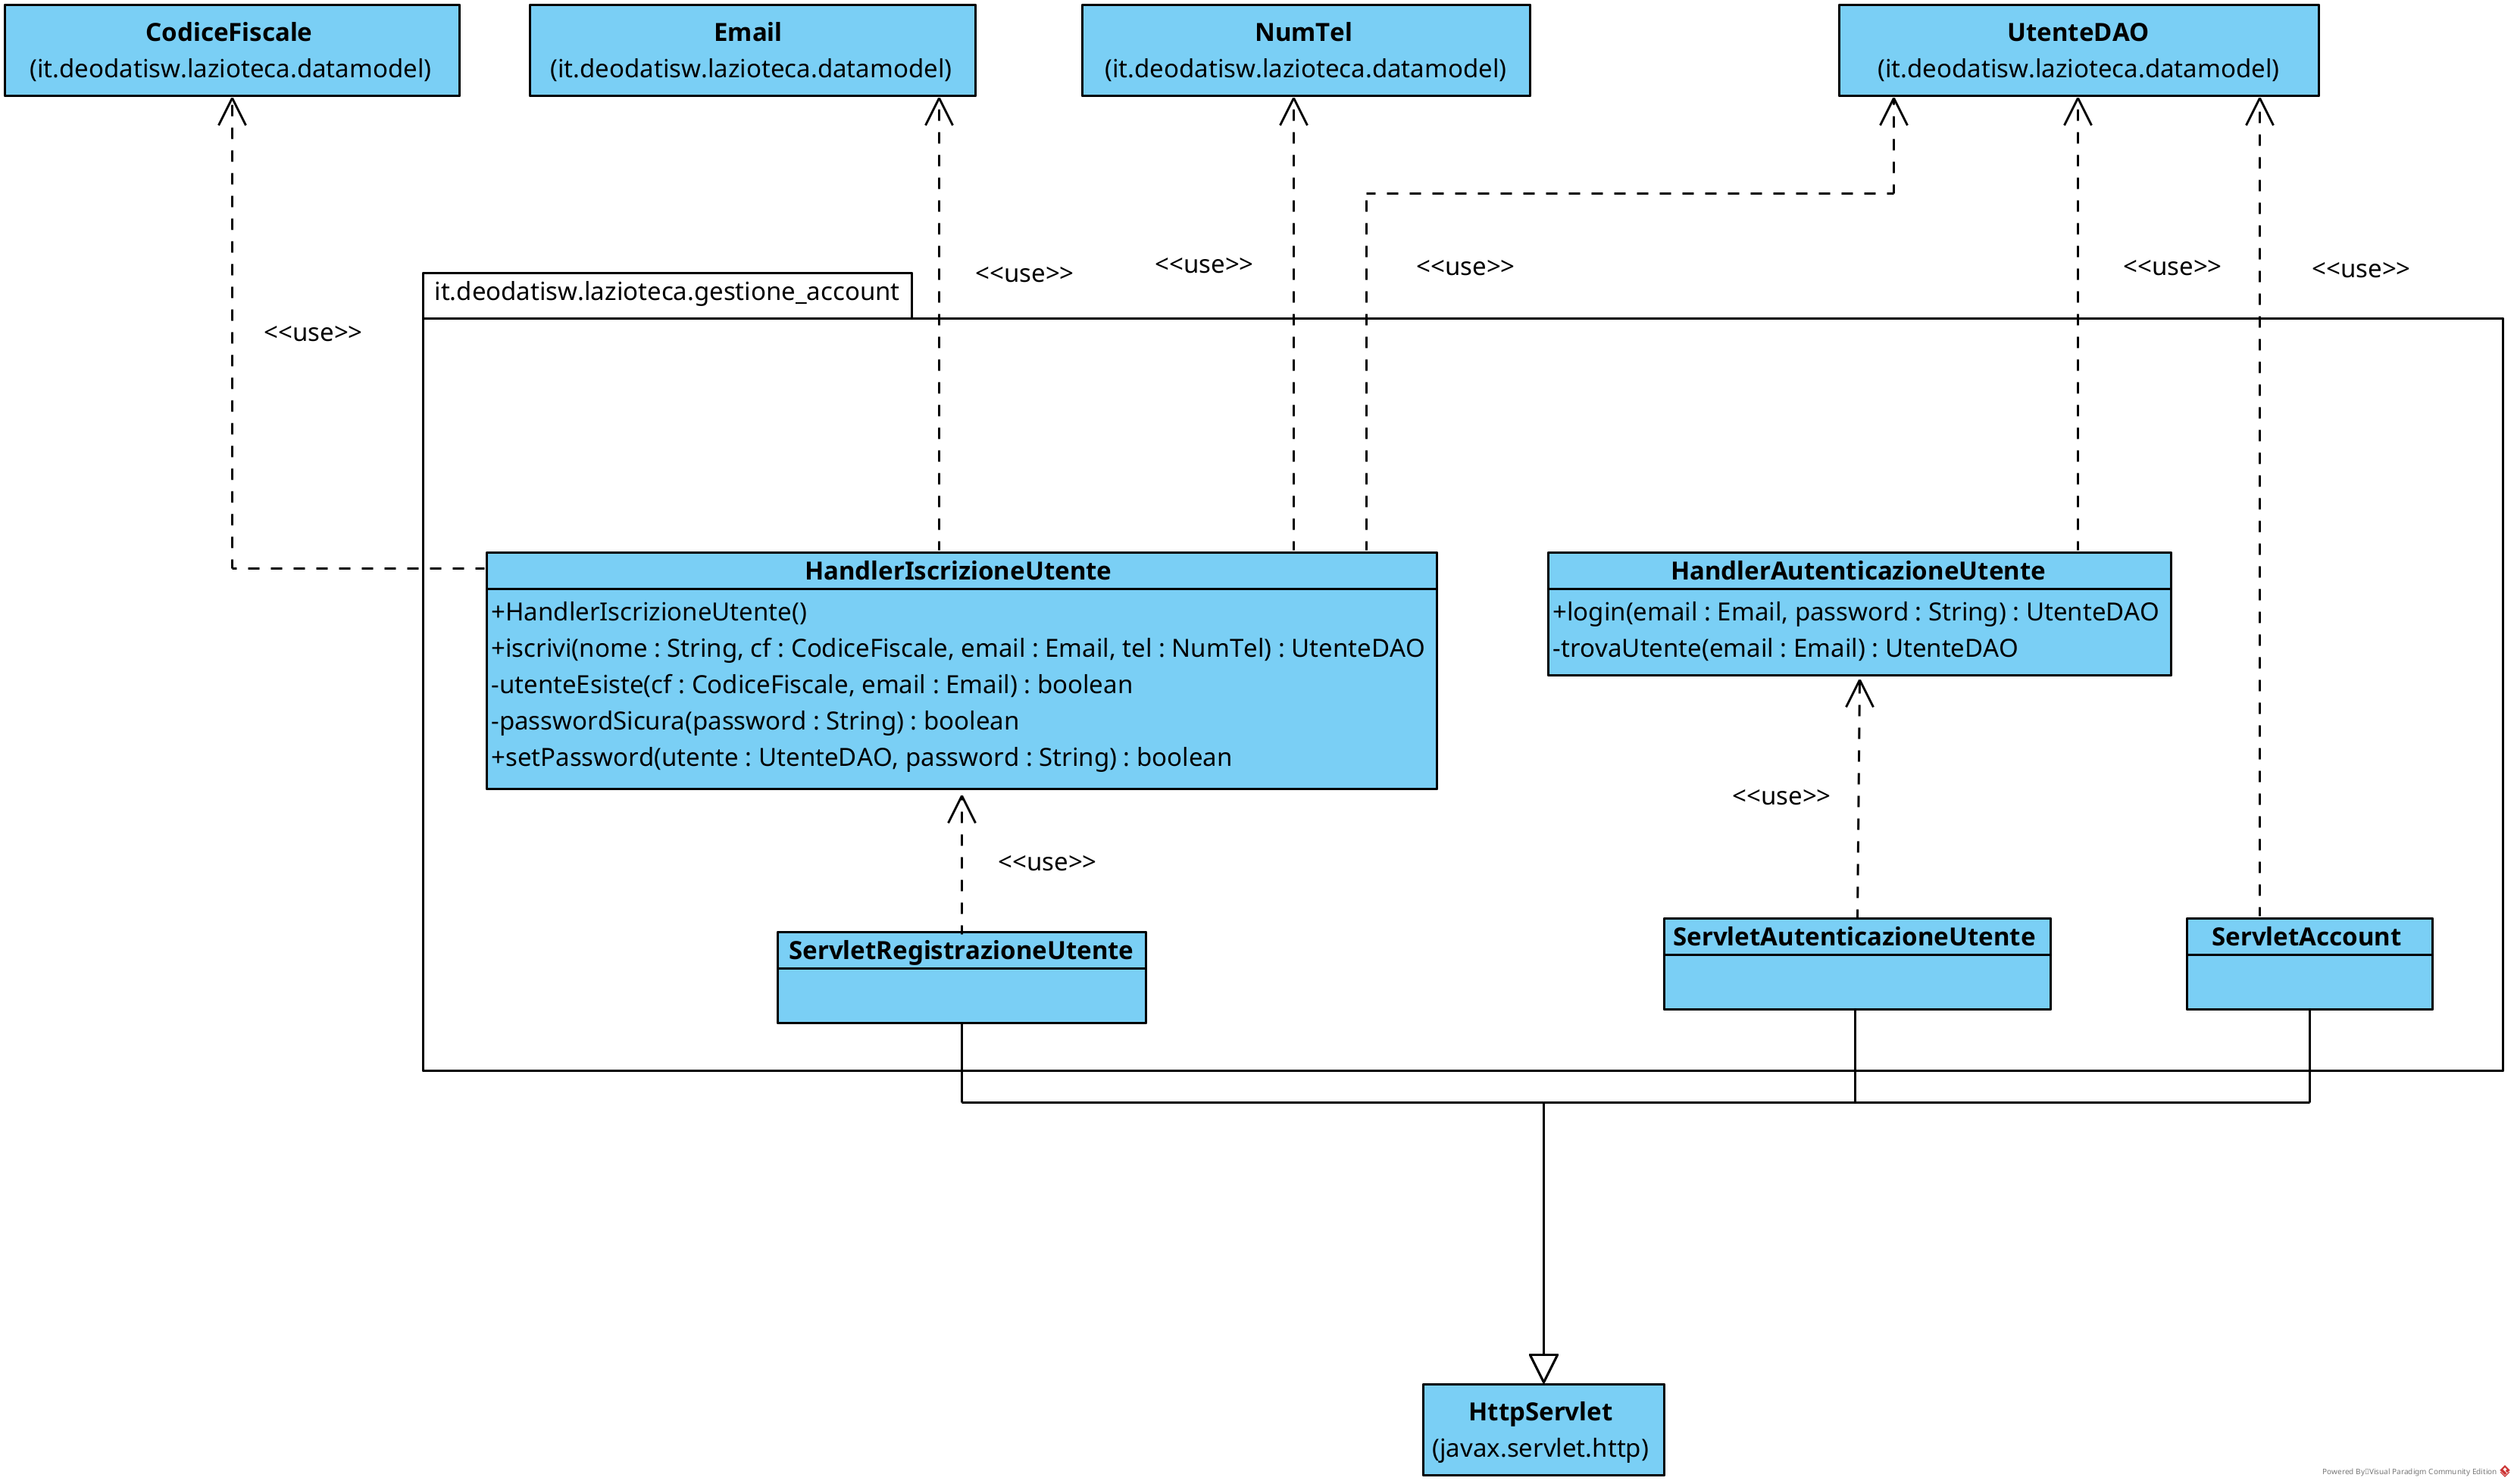 CodiceFiscale
(it.deodatisw.lazioteca.datamodel)
Email
(it.deodatisw.lazioteca.datamodel)
NumTel
(it.deodatisw.lazioteca.datamodel)
UtenteDAO
(it.deodatisw.lazioteca.datamodel)
<<use>>
<<use>>
<<use>>
<<use>>
<<use>>
<<use>>
it.deodatisw.lazioteca.gestione_account
HandlerIscrizioneUtente
+HandlerIscrizioneUtente()
+iscrivi(nome : String, cf : CodiceFiscale, email : Email, tel : NumTel) : UtenteDAO
-utenteEsiste(cf : CodiceFiscale, email : Email) : boolean
-passwordSicura(password : String) : boolean
+setPassword(utente : UtenteDAO, password : String) : boolean
HandlerAutenticazioneUtente
+login(email : Email, password : String) : UtenteDAO
-trovaUtente(email : Email) : UtenteDAO
<<use>>
<<use>>
ServletRegistrazioneUtente
ServletAutenticazioneUtente
ServletAccount
HttpServlet
(javax.servlet.http)
Powered By Visual Paradigm Community Edition